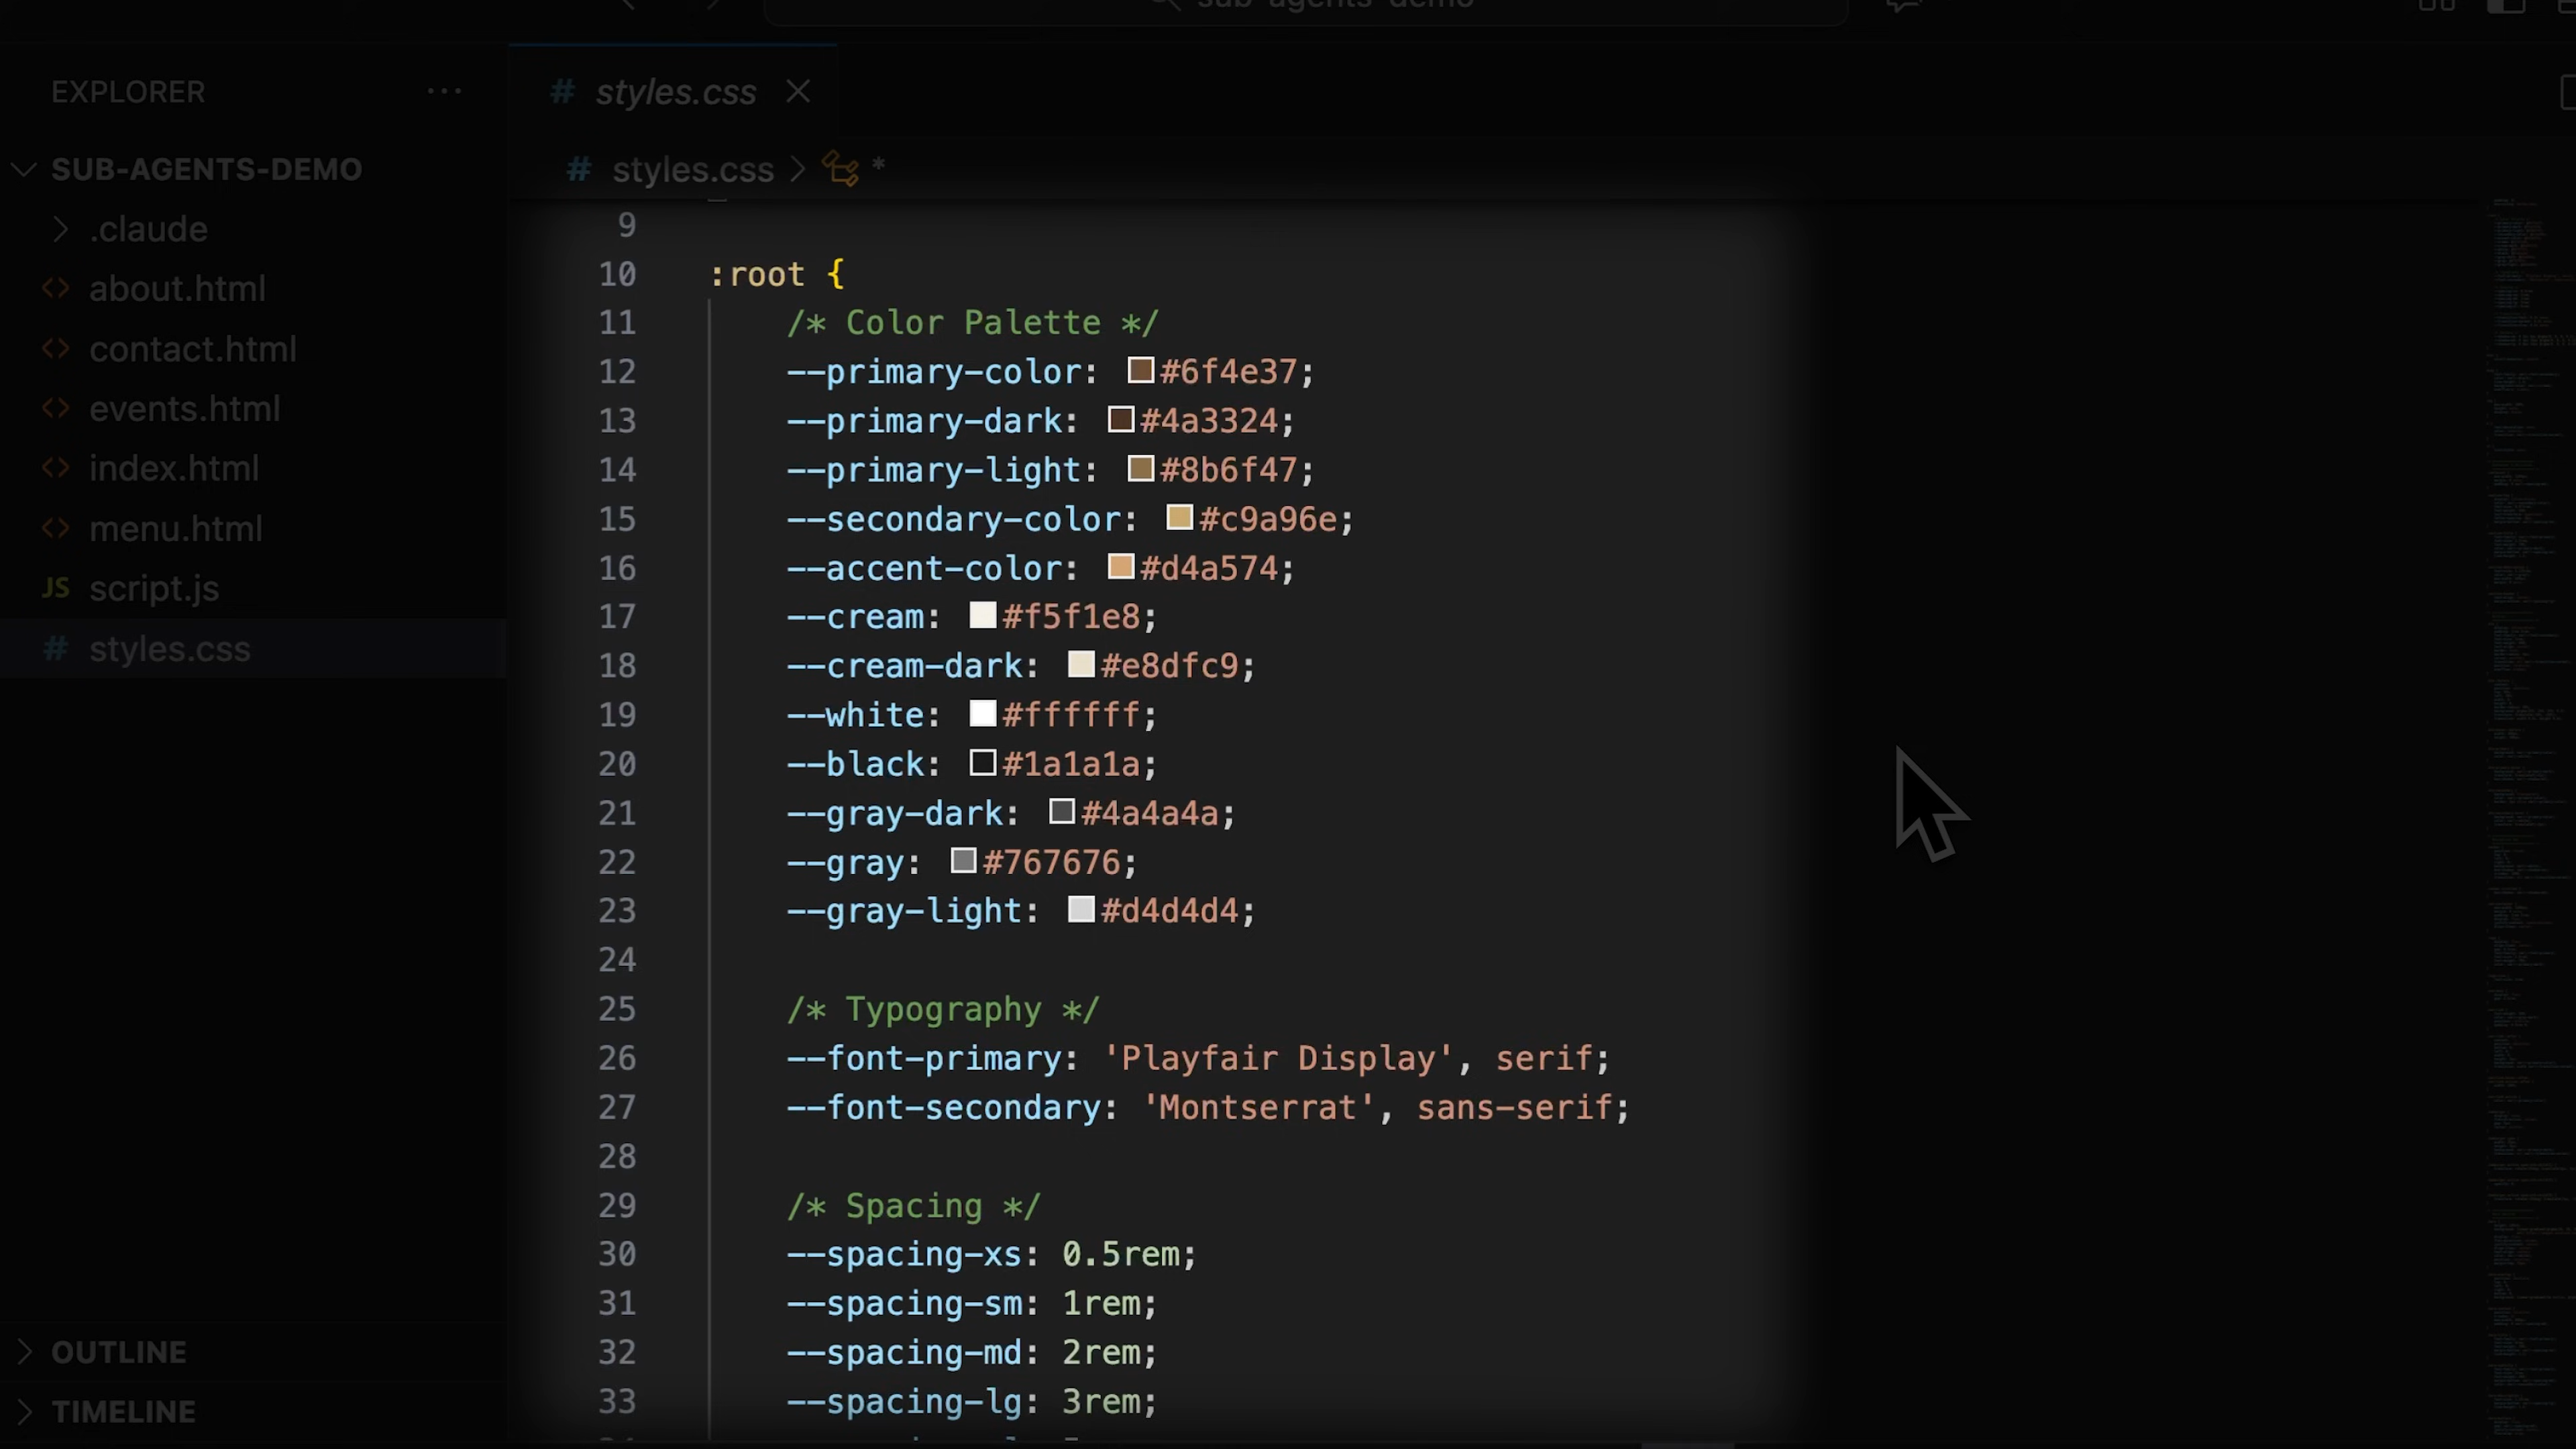 sub-agents-demo
EXPLORER
SUB-AGENTS-DEMO
.claude
about.html
contact.html
events.html
index.html
menu.html
JS script.js
# styles.css
OUTLINE
TIMELINE
# styles.css
# styles.css > *
9
10 :root {
11 /* Color Palette */
12 --primary-color: #6f4e37;
13 --primary-dark: #4a3324;
14 --primary-light: #8b6f47;
15 --secondary-color: #c9a96e;
16 --accent-color: #d4a574;
17 --cream: #f5f1e8;
18 --cream-dark: #e8dfc9;
19 --white: #ffffff;
20 --black: #1a1a1a;
21 --gray-dark: #4a4a4a;
22 --gray: #767676;
23 --gray-light: #d4d4d4;
24
25 /* Typography */
26 --font-primary: 'Playfair Display', serif;
27 --font-secondary: 'Montserrat', sans-serif;
28
29 /* Spacing */
30 --spacing-xs: 0.5rem;
31 --spacing-sm: 1rem;
32 --spacing-md: 2rem;
33 --spacing-lg: 3rem;